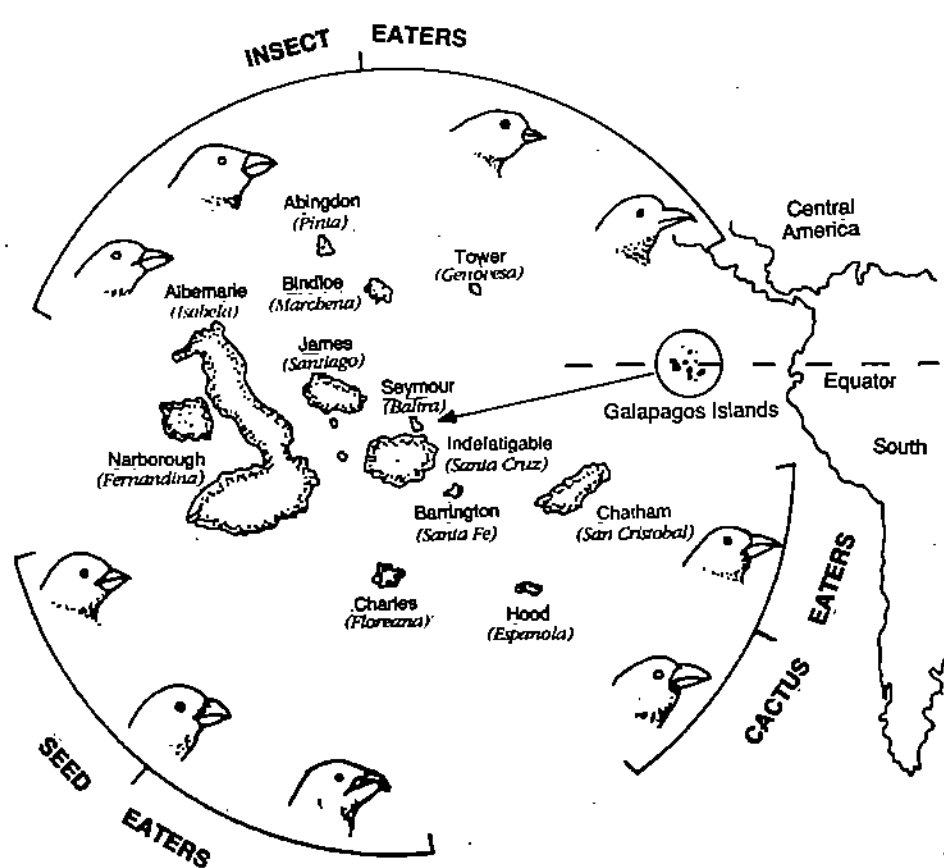 INSECT EATERS
Abingdon
(Pinta)
Central
America
Tower
(Genovesa)
Bindloe
(Marchena)
Albemarle
(Isabela)
James
(Santiago)
Seymour
(Baltra)
Equator
Galapagos Islands
Indefatigable
(Santa Cruz)
South
Narborough
(Fernandina)
Barrington
(Santa Fe)
Chatham
(San Cristobal)
Charles
(Floreana)
Hood
(Espanola)
CACTUS EATERS
SEED EATERS